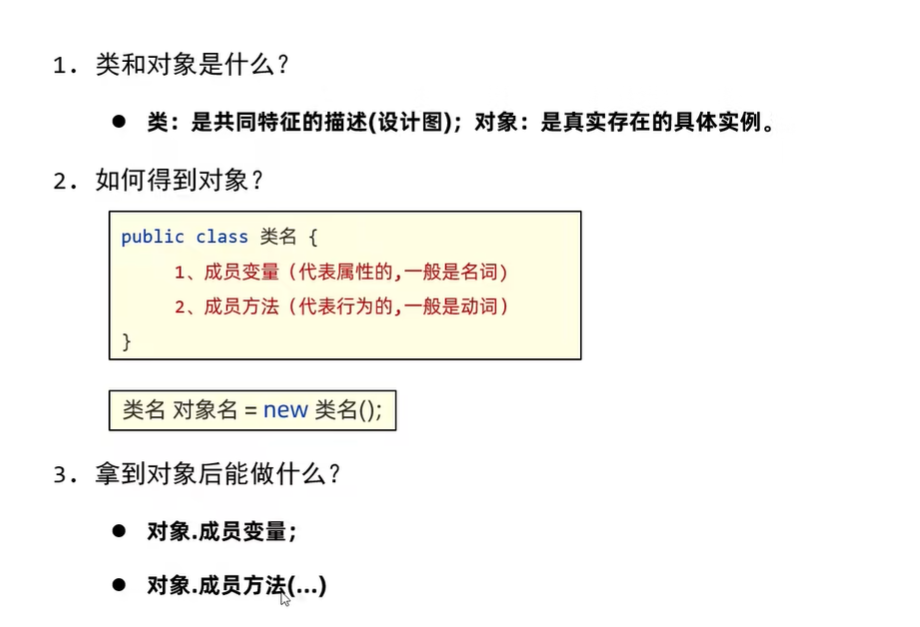 1. 类和对象是什么?
● 类：是共同特征的描述(设计图)；对象：是真实存在的具体实例。
2. 如何得到对象?
public class 类名 {
1、成员变量（代表属性的,一般是名词）
2、成员方法（代表行为的,一般是动词）
}
类名 对象名 = new 类名();
3. 拿到对象后能做什么?
● 对象.成员变量；
● 对象.成员方法(...)